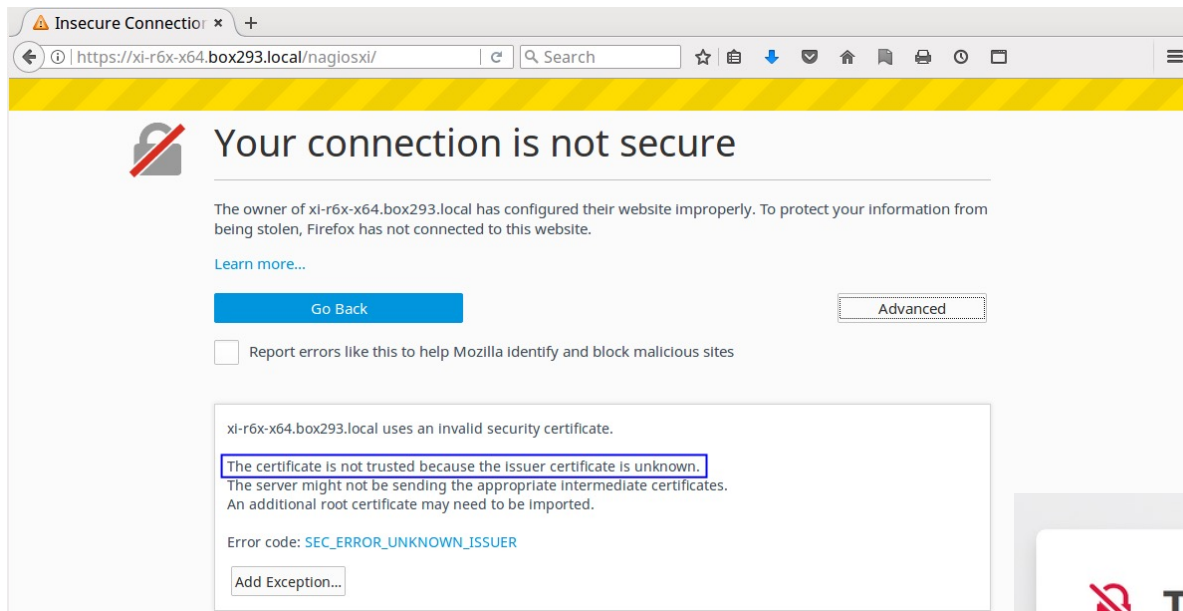 Insecure Connection × +
https://xi-r6x-x64.box293.local/nagiosxi/ Search
Your connection is not secure
The owner of xi-r6x-x64.box293.local has configured their website improperly. To protect your information from
being stolen, Firefox has not connected to this website.
Learn more...
Go Back Advanced
Report errors like this to help Mozilla identify and block malicious sites
xi-r6x-x64.box293.local uses an invalid security certificate.
The certificate is not trusted because the issuer certificate is unknown.
The server might not be sending the appropriate intermediate certificates.
An additional root certificate may need to be imported.
Error code: SEC_ERROR_UNKNOWN_ISSUER
Add Exception...